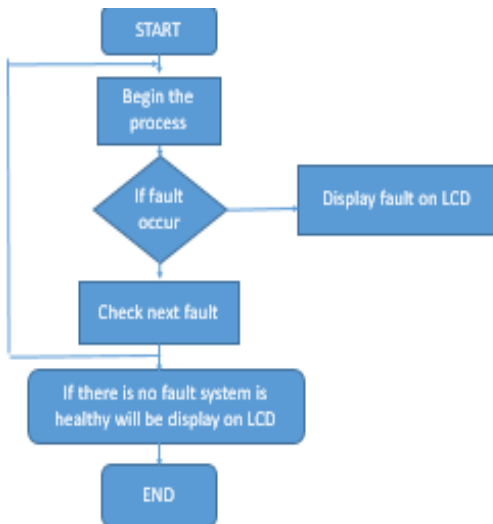 START
Begin the
process
If fault
occur
Display fault on LCD
Check next fault
If there is no fault system is
healthy will be display on LCD
END